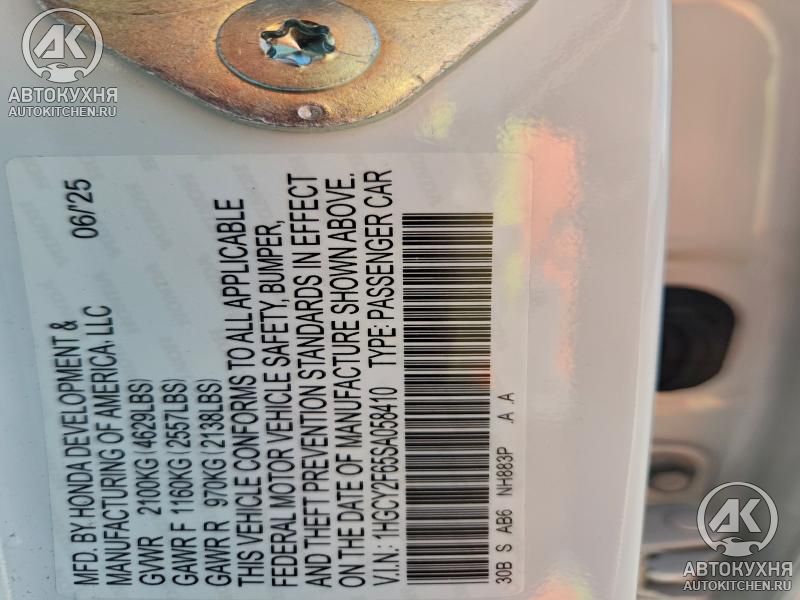 AK
АВТОКУХНЯ
AUTOKITCHEN.RU
MFD. BY HONDA DEVELOPMENT & 06/'25
MANUFACTURING OF AMERICA. LLC
GVWR 2100KG (4629LBS)
GAWR F 1160KG (2557LBS)
GAWR R 970KG (2138LBS)
THIS VEHICLE CONFORMS TO ALL APPLICABLE
FEDERAL MOTOR VEHICLE SAFETY, BUMPER,
AND THEFT PREVENTION STANDARDS IN EFFECT
ON THE DATE OF MANUFACTURE SHOWN ABOVE.
V.I.N.: 1HGCY2F65SA058410 TYPE: PASSENGER CAR
30B S AB6 NH883P .A .A
AK
АВТОКУХНЯ
AUTOKITCHEN.RU